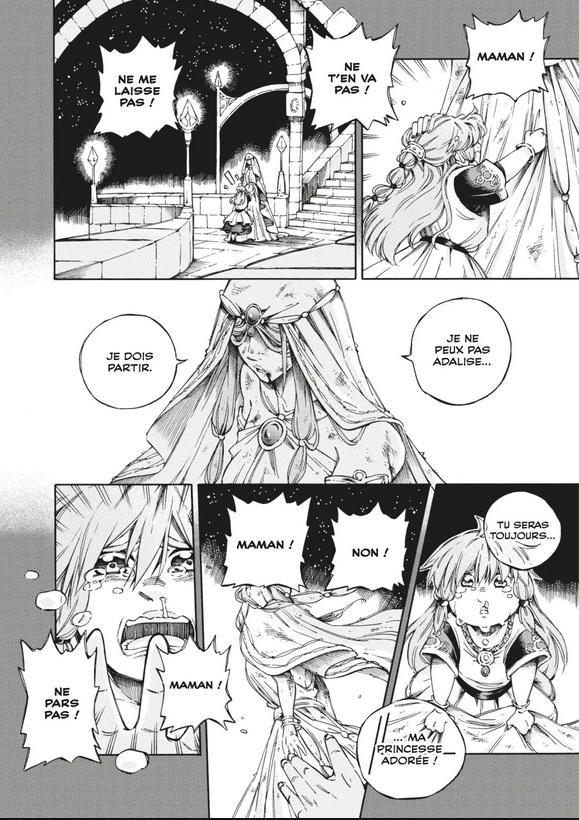 MAMAN !
NE
T'EN VA
PAS !
NE ME
LAISSE
PAS !
JE NE
PEUX PAS
ADALISE...
JE DOIS
PARTIR.
TU SERAS
TOUJOURS...
... MA
PRINCESSE
ADORÉE !
NON !
MAMAN !
MAMAN !
NE
PARS
PAS !